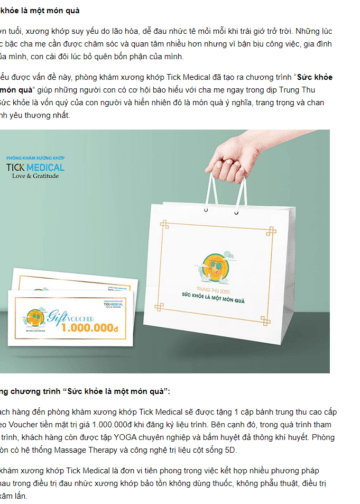 khỏe là một món quà
n tuổi, xương khớp suy yếu do lão hóa, dễ đau nhức tê mỏi mỗi khi trái gió trở trời. Những lúc
bậc cha mẹ cần được chăm sóc và quan tâm nhiều hơn nhưng vì bận bịu công việc, gia đình
mình, con cái đôi lúc bỏ quên bổn phận của mình.
ểu được vấn đề này, phòng khám xương khớp Tick Medical đã tạo ra chương trình “Sức khỏe
món quà” giúp những người con có cơ hội báo hiếu với cha mẹ ngay trong dịp Trung Thu
ức khỏe là vốn quý của con người và hiển nhiên đó là món quà ý nghĩa, trang trọng và chan
nh yêu thương nhất.
PHÒNG KHÁM XƯƠNG KHỚP
TICK MEDICAL
Love & Gratitude
TRUNG THU 2020
SỨC KHỎE LÀ MỘT MÓN QUÀ
Gift VOUCHER
1.000.000đ
ng chương trình “Sức khỏe là một món quà”:
ách hàng đến phòng khám xương khớp Tick Medical sẽ được tặng 1 cặp bánh trung thu cao cấp
eo Voucher tiền mặt trị giá 1.000.000đ khi đăng ký liệu trình. Bên cạnh đó, trong quá trình tham
trình, khách hàng còn được tập YOGA chuyên nghiệp và bấm huyệt đả thông khí huyết. Phòng
òn có hệ thống Massage Therapy và công nghệ trị liệu cột sống 5D.
khám xương khớp Tick Medical là đơn vị tiên phong trong việc kết hợp nhiều phương pháp
au trong điều trị đau nhức xương khớp bảo tồn không dùng thuốc, không phẫu thuật, điều trị
xâm lấn.